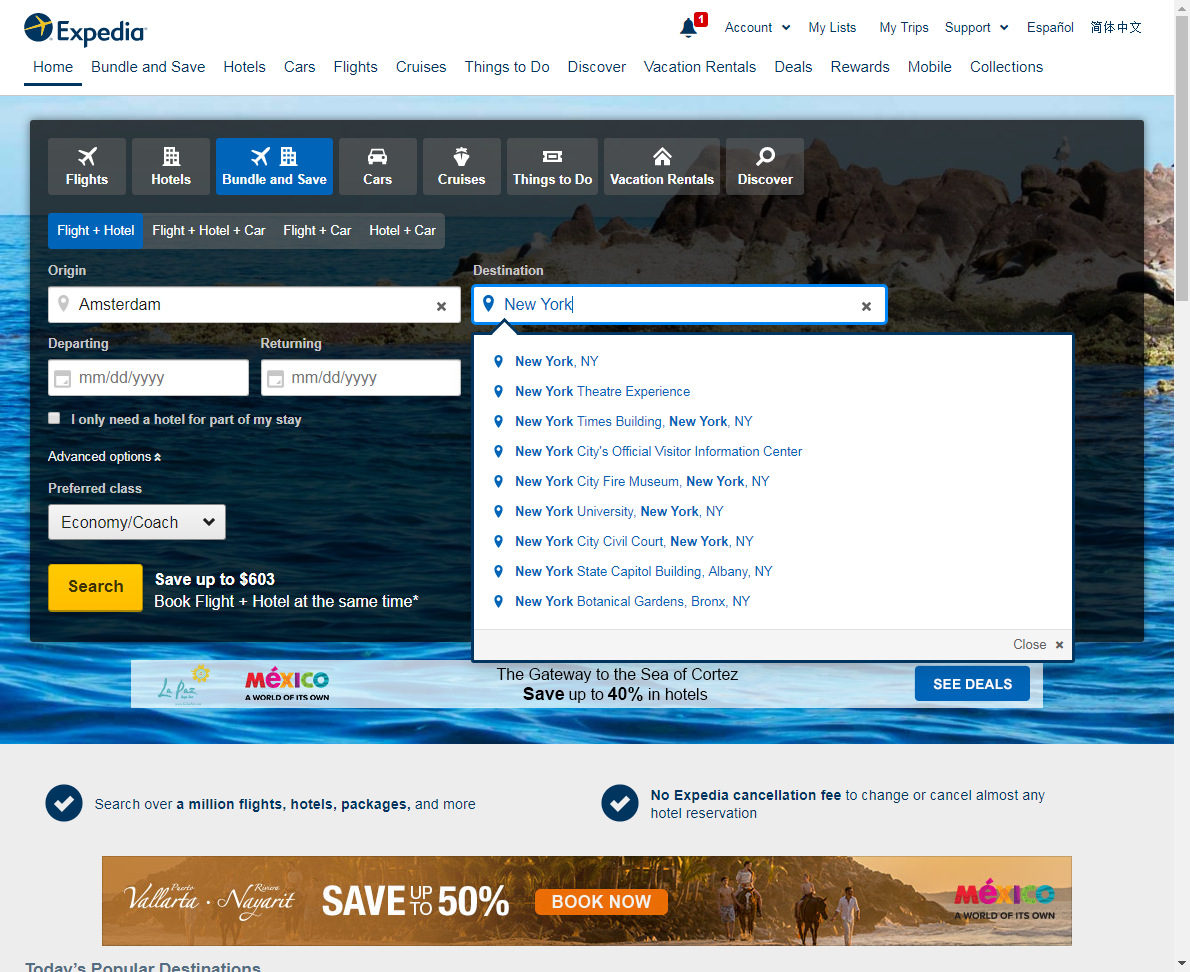 Expedia
1
Account
My Lists
My Trips
Support
Español
简体中文
Home
Bundle and Save
Hotels
Cars
Flights
Cruises
Things to Do
Discover
Vacation Rentals
Deals
Rewards
Mobile
Collections
Flights
Hotels
Bundle and Save
Cars
Cruises
Things to Do
Vacation Rentals
Discover
Flight + Hotel
Flight + Hotel + Car
Flight + Car
Hotel + Car
Origin
Destination
Amsterdam
New York
Departing
Returning
mm/dd/yyyy
mm/dd/yyyy
I only need a hotel for part of my stay
Advanced options
Preferred class
Economy/Coach
Search
Save up to $603
Book Flight + Hotel at the same time*
New York, NY
New York Theatre Experience
New York Times Building, New York, NY
New York City's Official Visitor Information Center
New York City Fire Museum, New York, NY
New York University, New York, NY
New York City Civil Court, New York, NY
New York State Capitol Building, Albany, NY
New York Botanical Gardens, Bronx, NY
Close
La Paz
MÉXICO
A WORLD OF ITS OWN
The Gateway to the Sea of Cortez
Save up to 40% in hotels
SEE DEALS
Search over a million flights, hotels, packages, and more
No Expedia cancellation fee to change or cancel almost any
hotel reservation
Puerto Vallarta · Riviera Nayarit
SAVE UP TO 50%
BOOK NOW
MÉXICO
A WORLD OF ITS OWN
Today's Popular Destinations